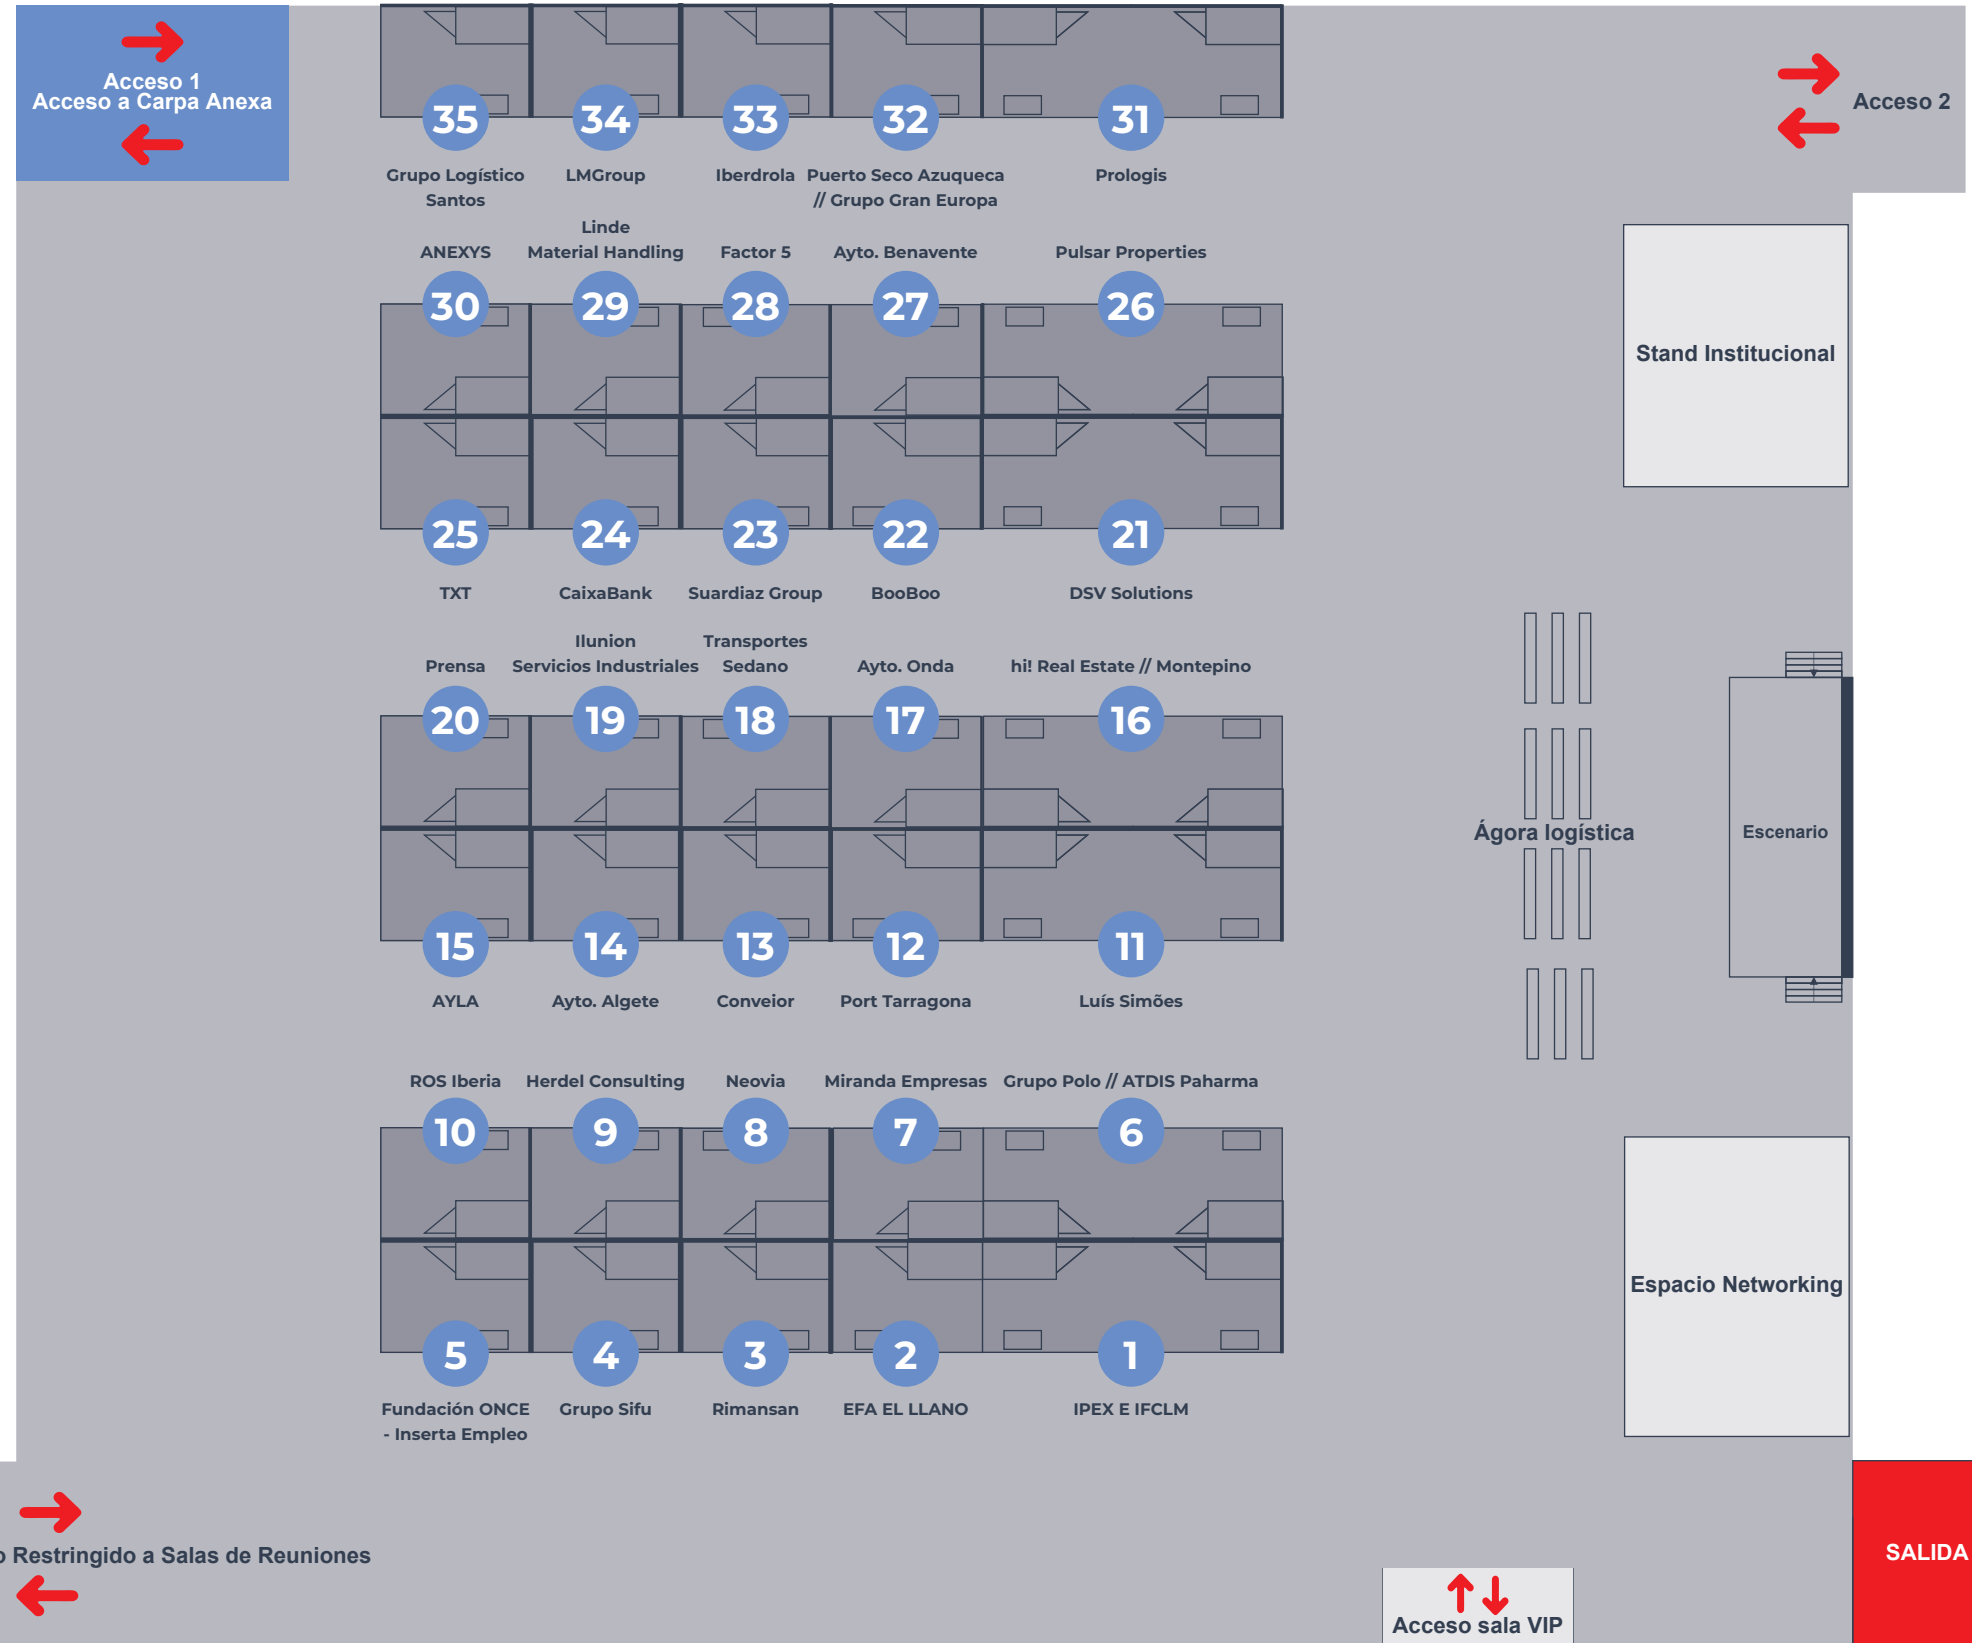 Acceso 1
Acceso a Carpa Anexa
Acceso 2
35
34
33
32
31
Grupo Logístico
Santos
LMGroup
Iberdrola
Puerto Seco Azuqueca
// Grupo Gran Europa
Prologis
ANEXYS
Linde
Material Handling
Factor 5
Ayto. Benavente
Pulsar Properties
30
29
28
27
26
Stand Institucional
25
24
23
22
21
TXT
CaixaBank
Suardiaz Group
BooBoo
DSV Solutions
Prensa
Ilunion
Servicios Industriales
Transportes
Sedano
Ayto. Onda
hi! Real Estate // Montepino
20
19
18
17
16
Ágora logística
Escenario
15
14
13
12
11
AYLA
Ayto. Algete
Conveior
Port Tarragona
Luís Simões
ROS Iberia
Herdel Consulting
Neovia
Miranda Empresas
Grupo Polo // ATDIS Paharma
10
9
8
7
6
Espacio Networking
5
4
3
2
1
Fundación ONCE
- Inserta Empleo
Grupo Sifu
Rimansan
EFA EL LLANO
IPEX E IFCLM
o Restringido a Salas de Reuniones
SALIDA
Acceso sala VIP